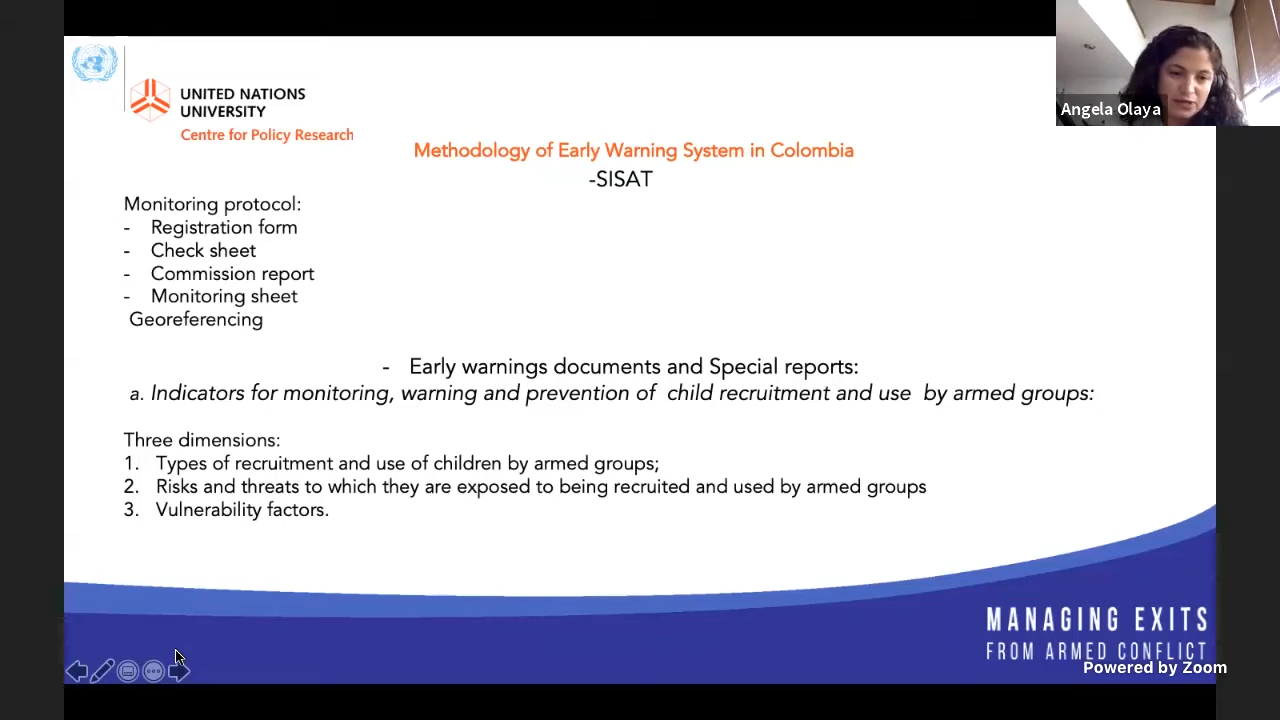 UNITED NATIONS
UNIVERSITY
Centre for Policy Research
Angela Olaya
Methodology of Early Warning System in Colombia
-SISAT
Monitoring protocol:
- Registration form
- Check sheet
- Commission report
- Monitoring sheet
Georeferencing
- Early warnings documents and Special reports:
a. Indicators for monitoring, warning and prevention of child recruitment and use by armed groups:
Three dimensions:
1. Types of recruitment and use of children by armed groups;
2. Risks and threats to which they are exposed to being recruited and used by armed groups
3. Vulnerability factors.
MANAGING EXITS
FROM ARMED CONFLICT
Powered by Zoom